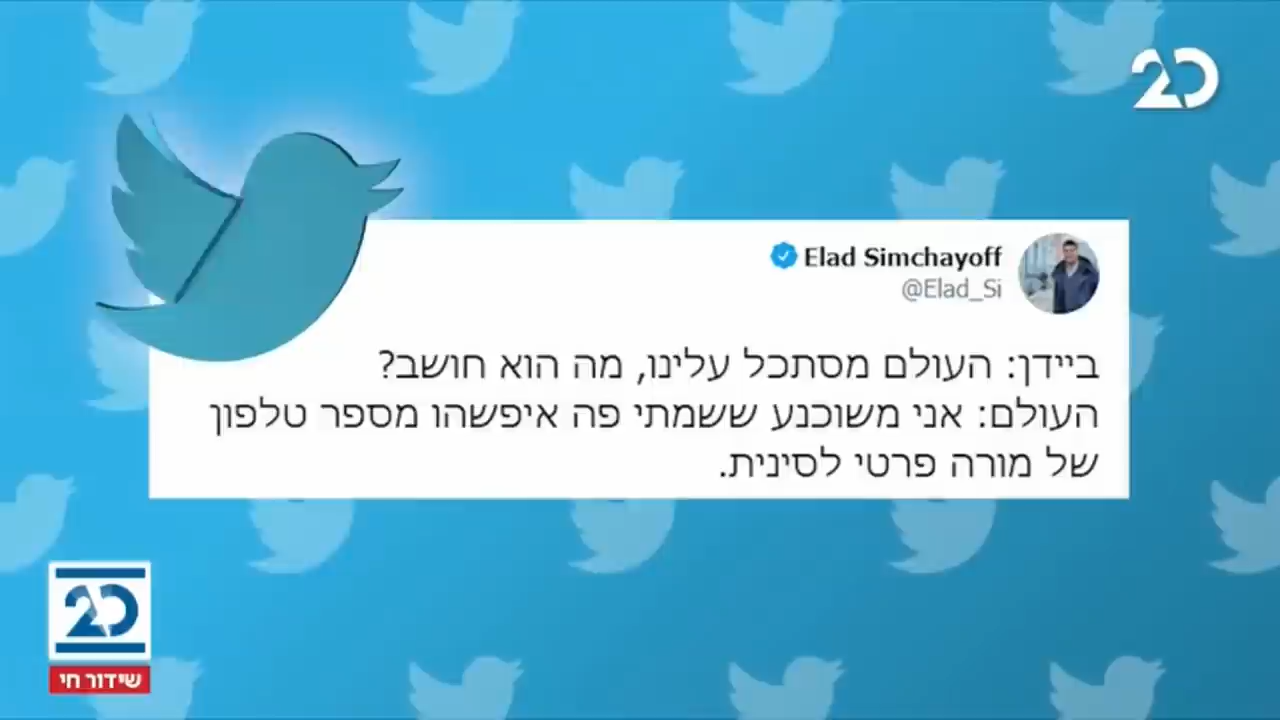 20
Elad Simchayoff
@Elad_Si
ביידן: העולם מסתכל עלינו, מה הוא חושב?
העולם: אני משוכנע ששמתי פה איפשהו מספר טלפון
של מורה פרטי לסינית.
20
שידור חי